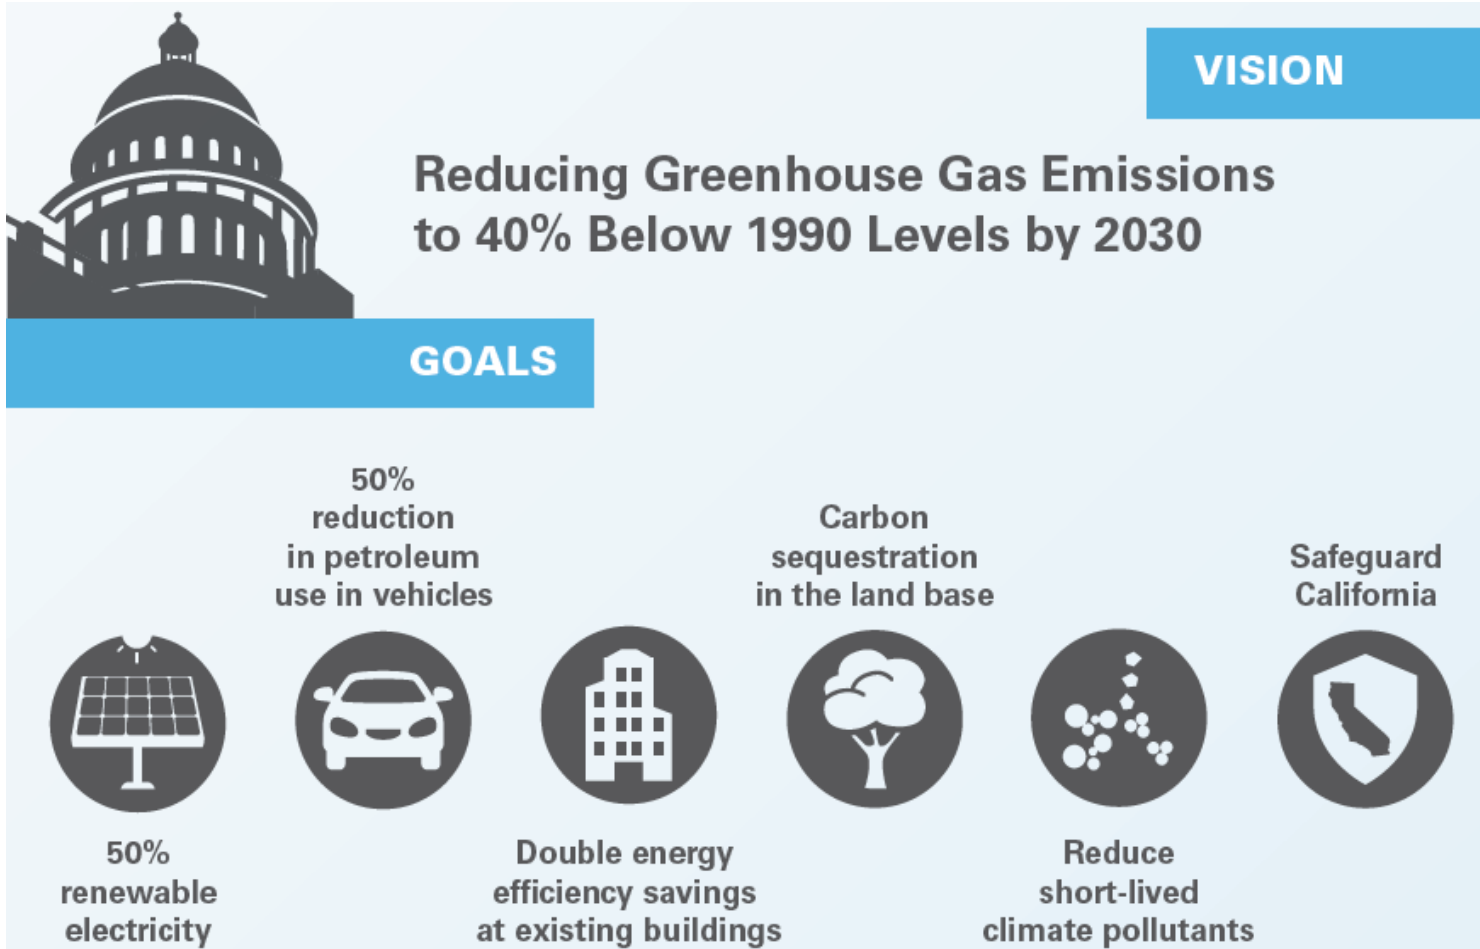 VISION
Reducing Greenhouse Gas Emissions
to 40% Below 1990 Levels by 2030
GOALS
50%
renewable
electricity
50%
reduction
in petroleum
use in vehicles
Double energy
efficiency savings
at existing buildings
Carbon
sequestration
in the land base
Reduce
short-lived
climate pollutants
Safeguard
California